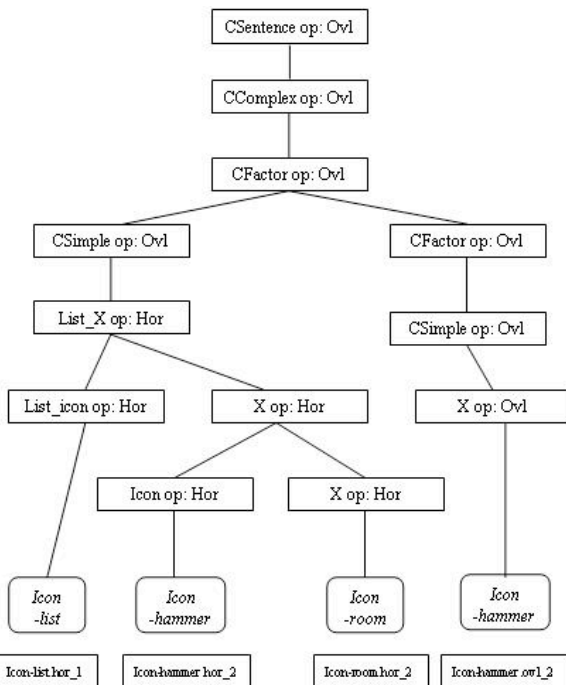 CSentence op: Ovl
CComplex op: Ovl
CFactor op: Ovl
CSimple op: Ovl
CFactor op: Ovl
List_X op: Hor
CSimple op: Ovl
List_icon op: Hor
X op: Hor
X op: Ovl
Icon op: Hor
X op: Hor
Icon
-list
Icon
-hammer
Icon
-room
Icon
-hammer
Icon-list.hor_1
Icon-hammer.hor_2
Icon-room.hor_2
Icon-hammer.ovl_2